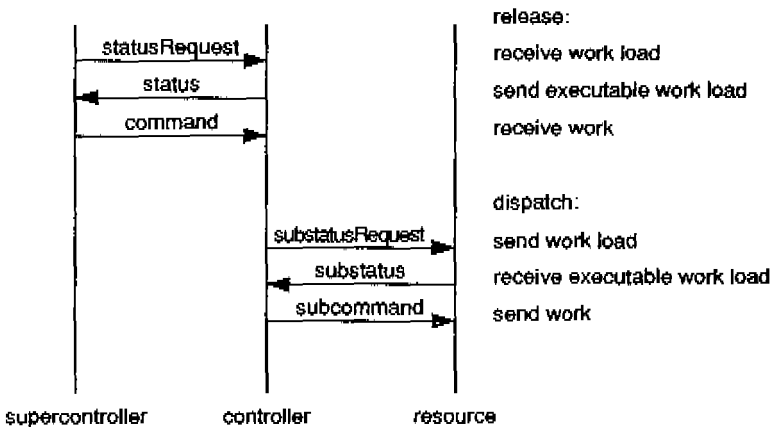 release:
statusRequest receive work load
status send executable work load
command receive work
dispatch:
substatusRequest send work load
substatus receive executable work load
subcommand send work
supercontroller controller resource